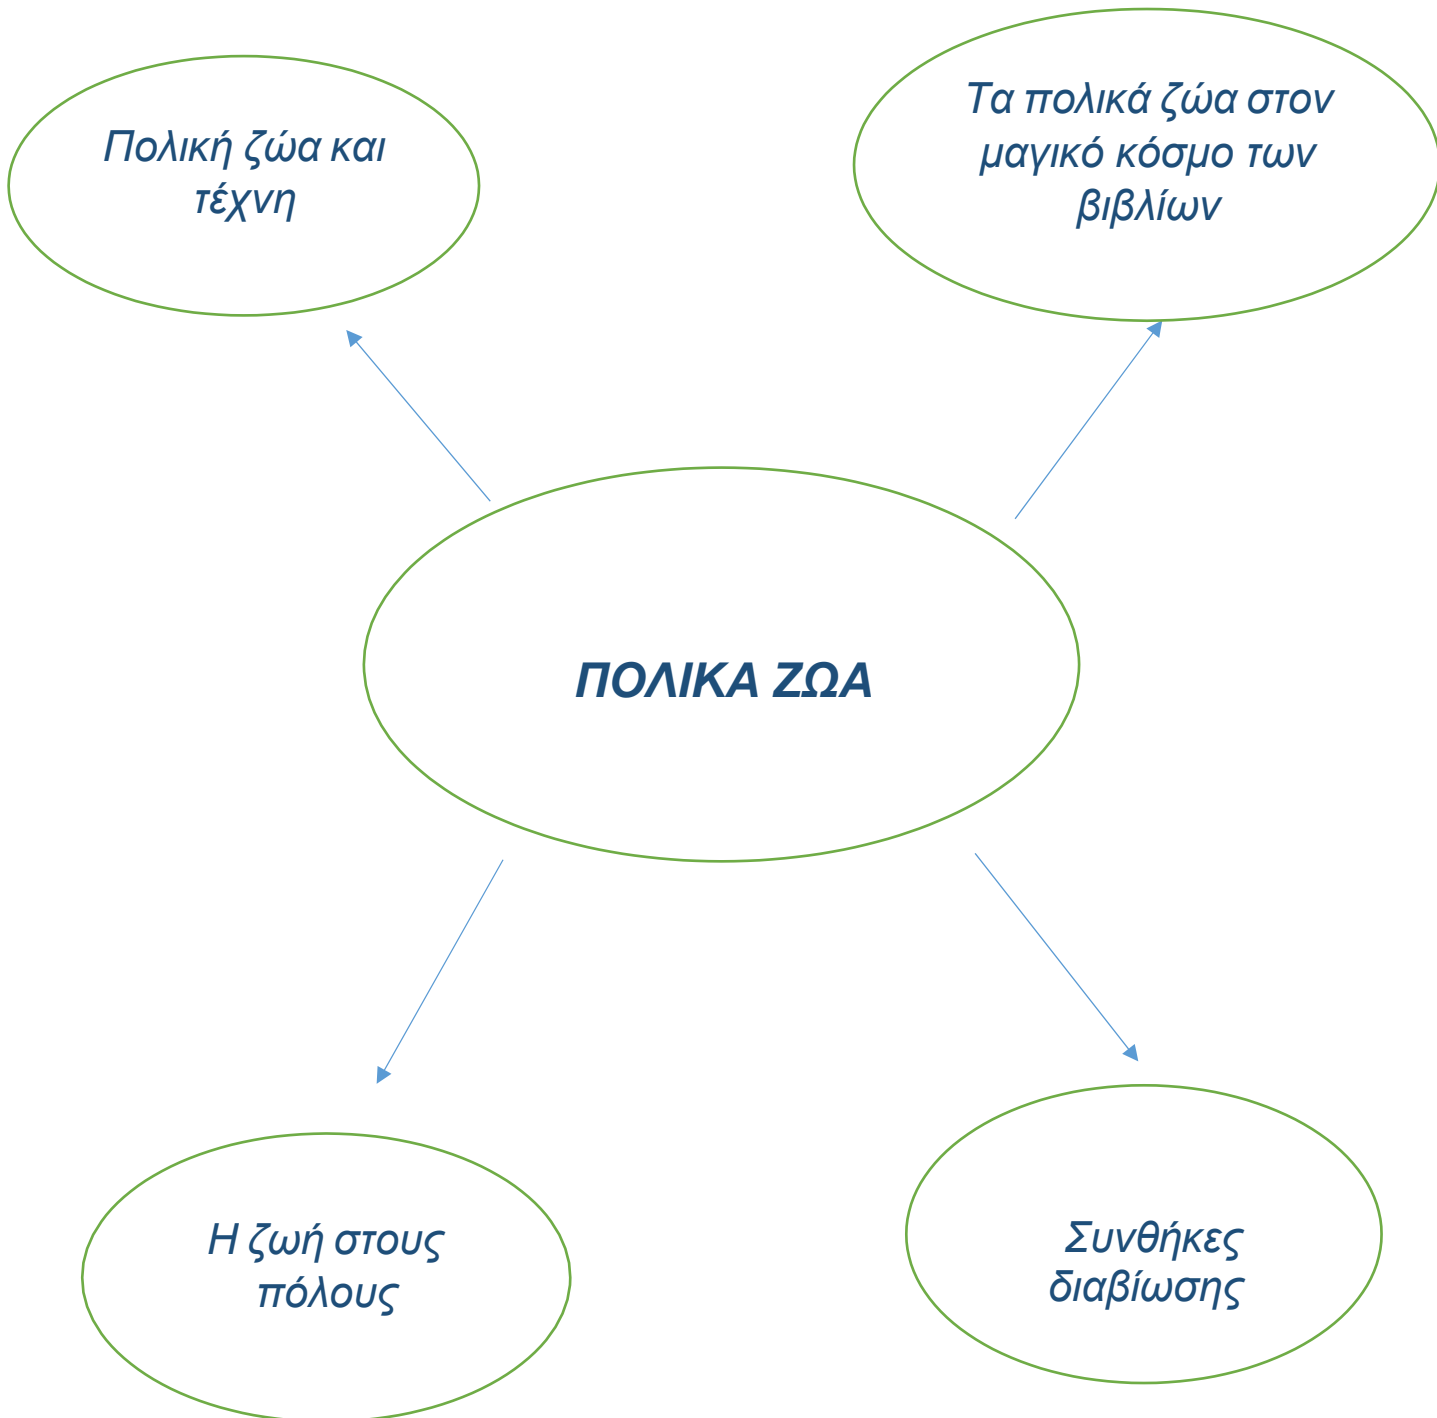 Πολική ζώα και
τέχνη
Τα πολικά ζώα στον
μαγικό κόσμο των
βιβλίων
ΠΟΛΙΚΑ ΖΩΑ
Η ζωή στους
πόλους
Συνθήκες
διαβίωσης